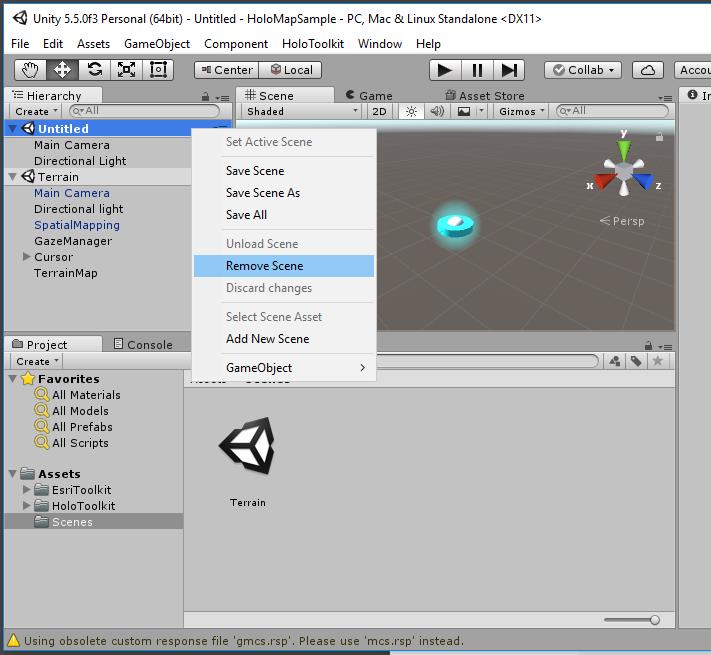 Unity 5.5.0f3 Personal (64bit) - Untitled - HoloMapSample - PC, Mac & Linux Standalone <DX11>
File Edit Assets GameObject Component HoloToolkit Window Help
Center Local Collab Accou
Hierarchy
Create All
Untitled
Main Camera
Directional Light
Terrain
Main Camera
Directional light
SpatialMapping
GazeManager
Cursor
TerrainMap
Scene Game Asset Store
Shaded 2D Gizmos All
y
x z
Persp
Set Active Scene
Save Scene
Save Scene As
Save All
Unload Scene
Remove Scene
Discard changes
Select Scene Asset
Add New Scene
GameObject
Project Console
Create
Favorites
All Materials
All Models
All Prefabs
All Scripts
Assets
EsriToolkit
HoloToolkit
Scenes
Terrain
Using obsolete custom response file 'gmcs.rsp'. Please use 'mcs.rsp' instead.